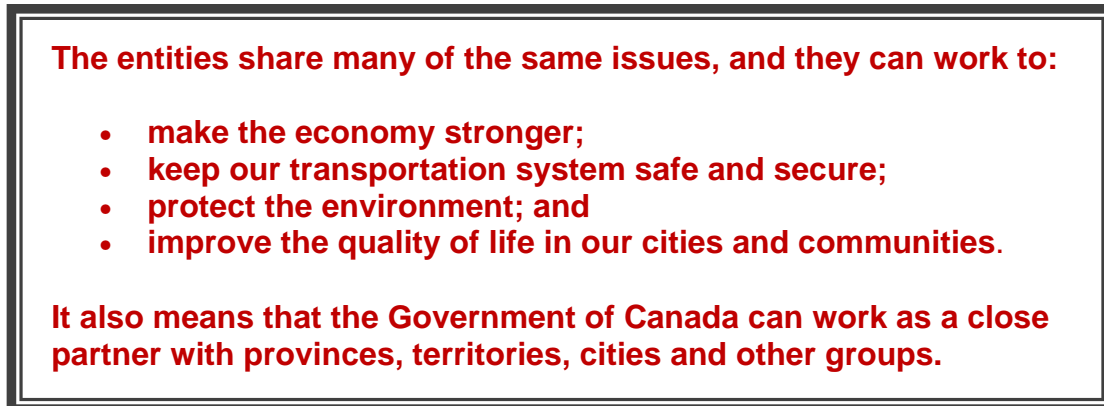 The entities share many of the same issues, and they can work to:
• make the economy stronger;
• keep our transportation system safe and secure;
• protect the environment; and
• improve the quality of life in our cities and communities.
It also means that the Government of Canada can work as a close
partner with provinces, territories, cities and other groups.